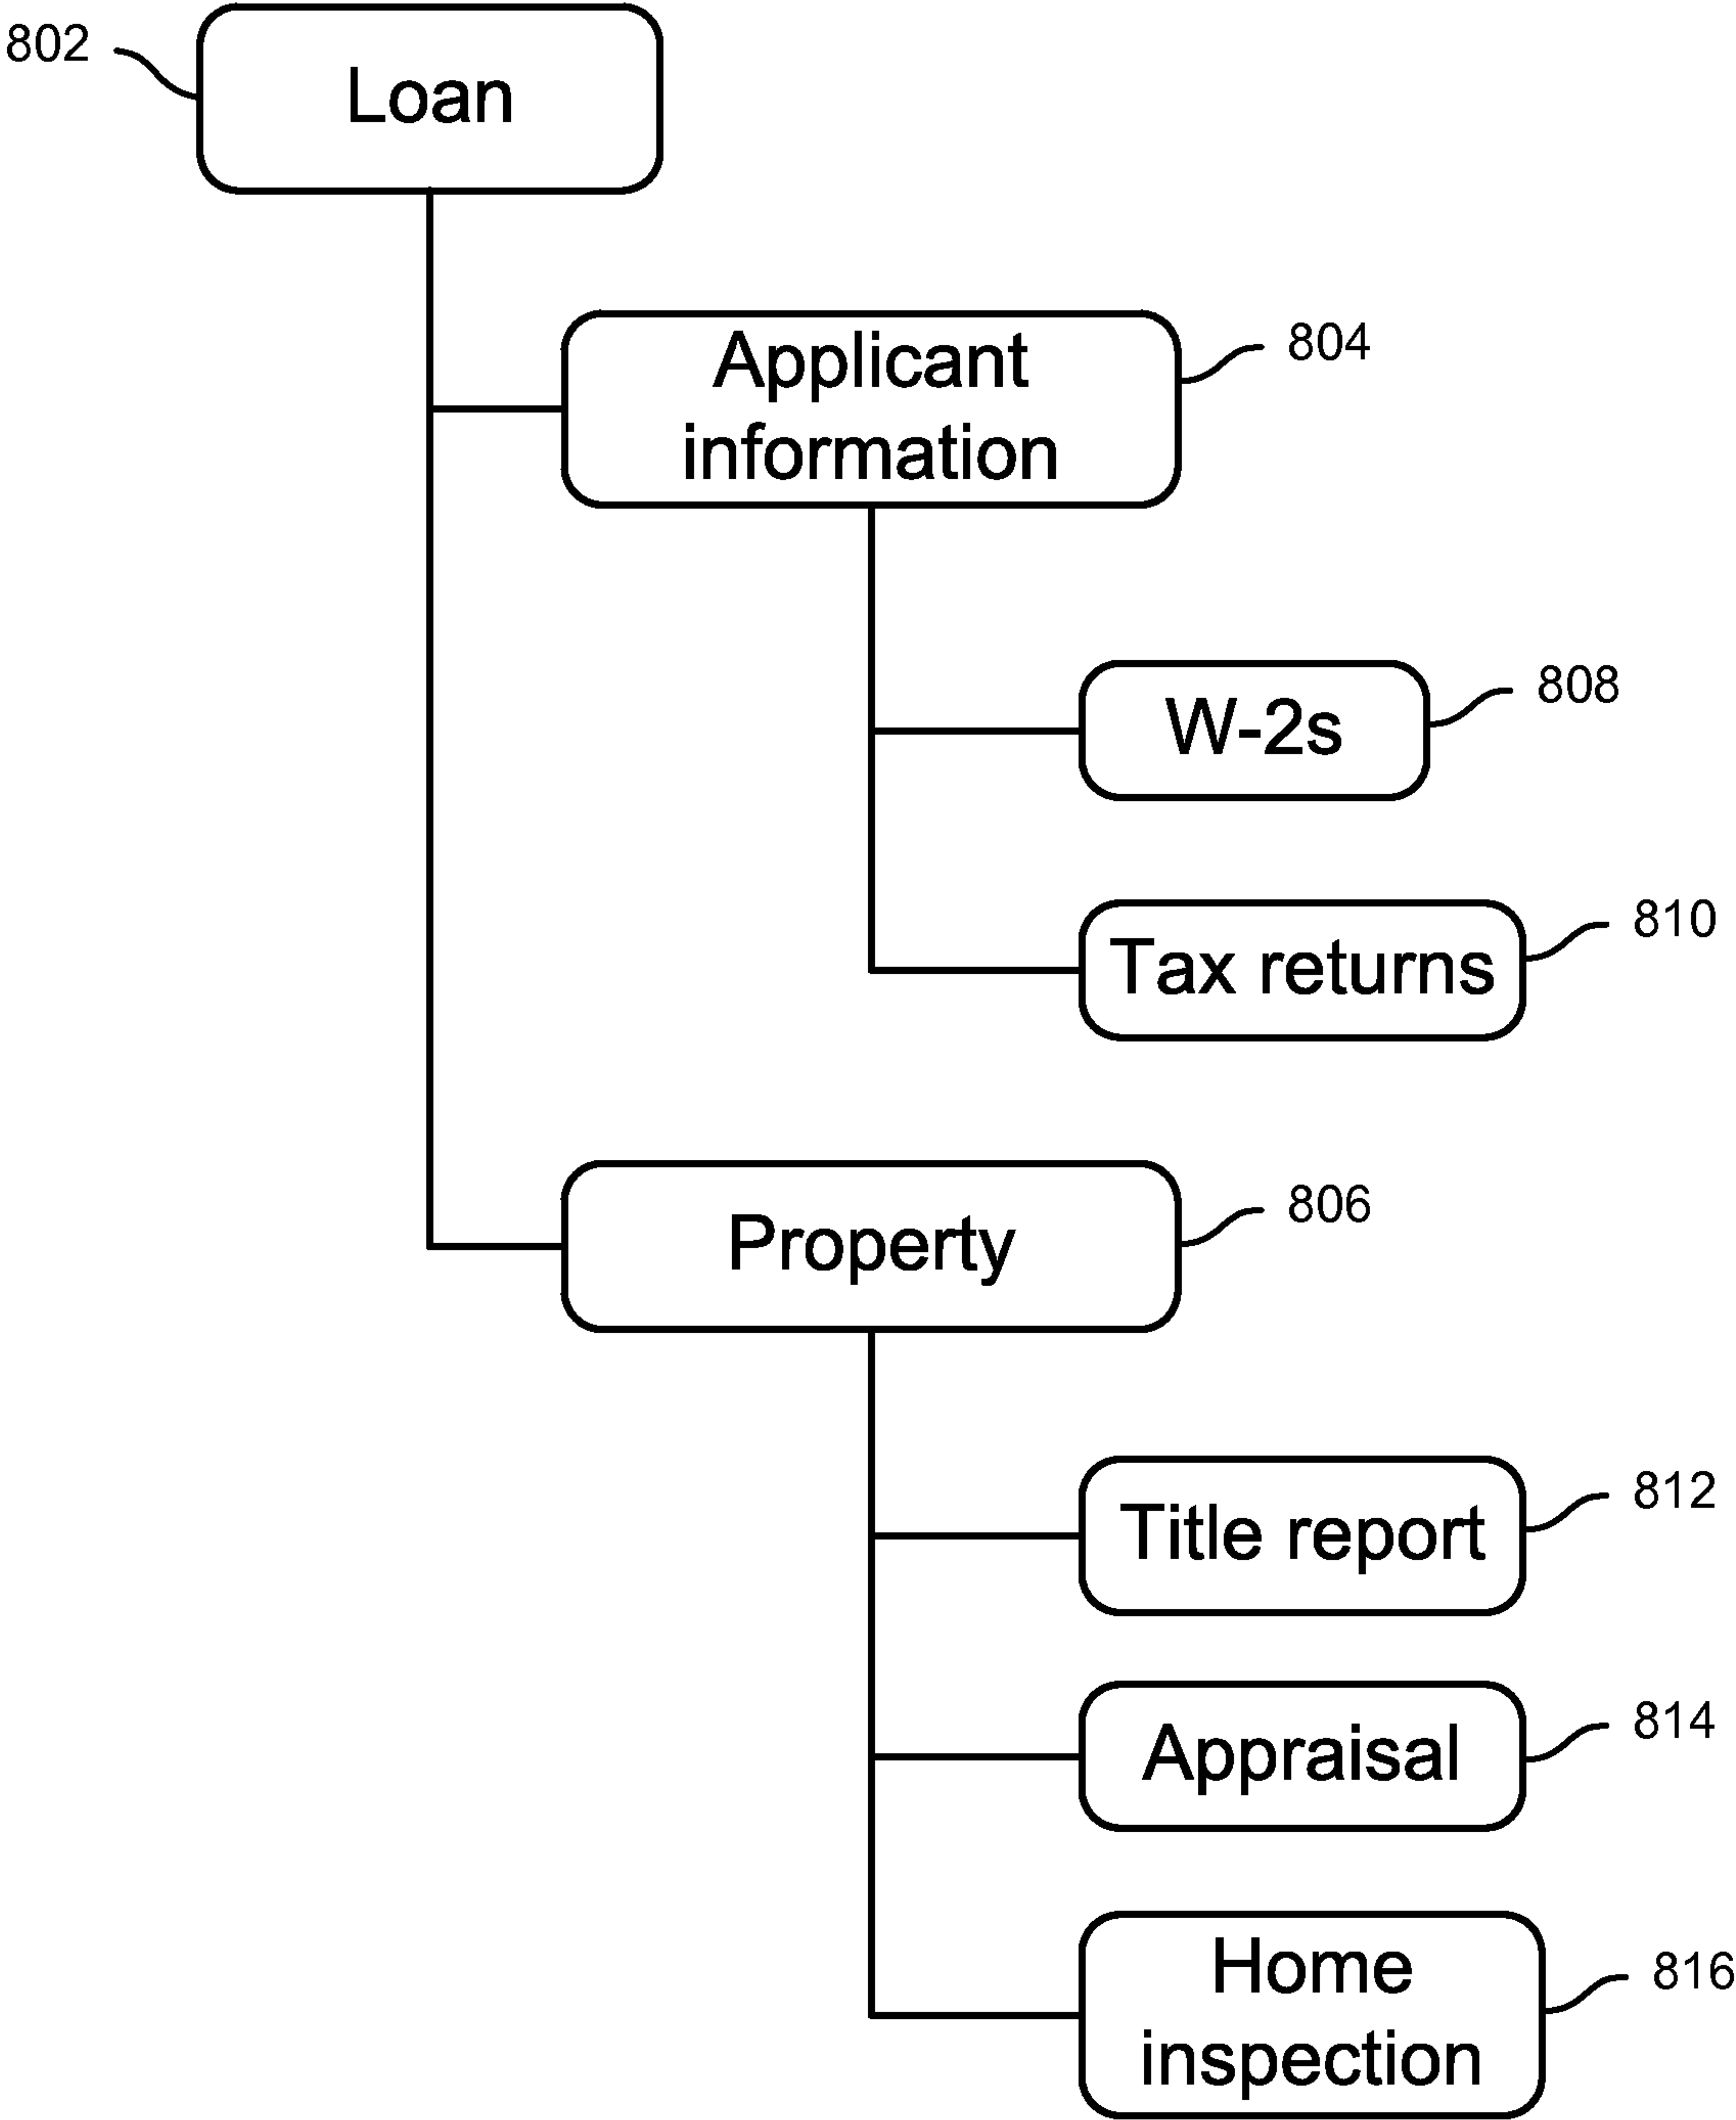 802
Loan
804
Applicant
information
808
W-2s
810
Tax returns
806
Property
812
Title report
814
Appraisal
816
Home
inspection